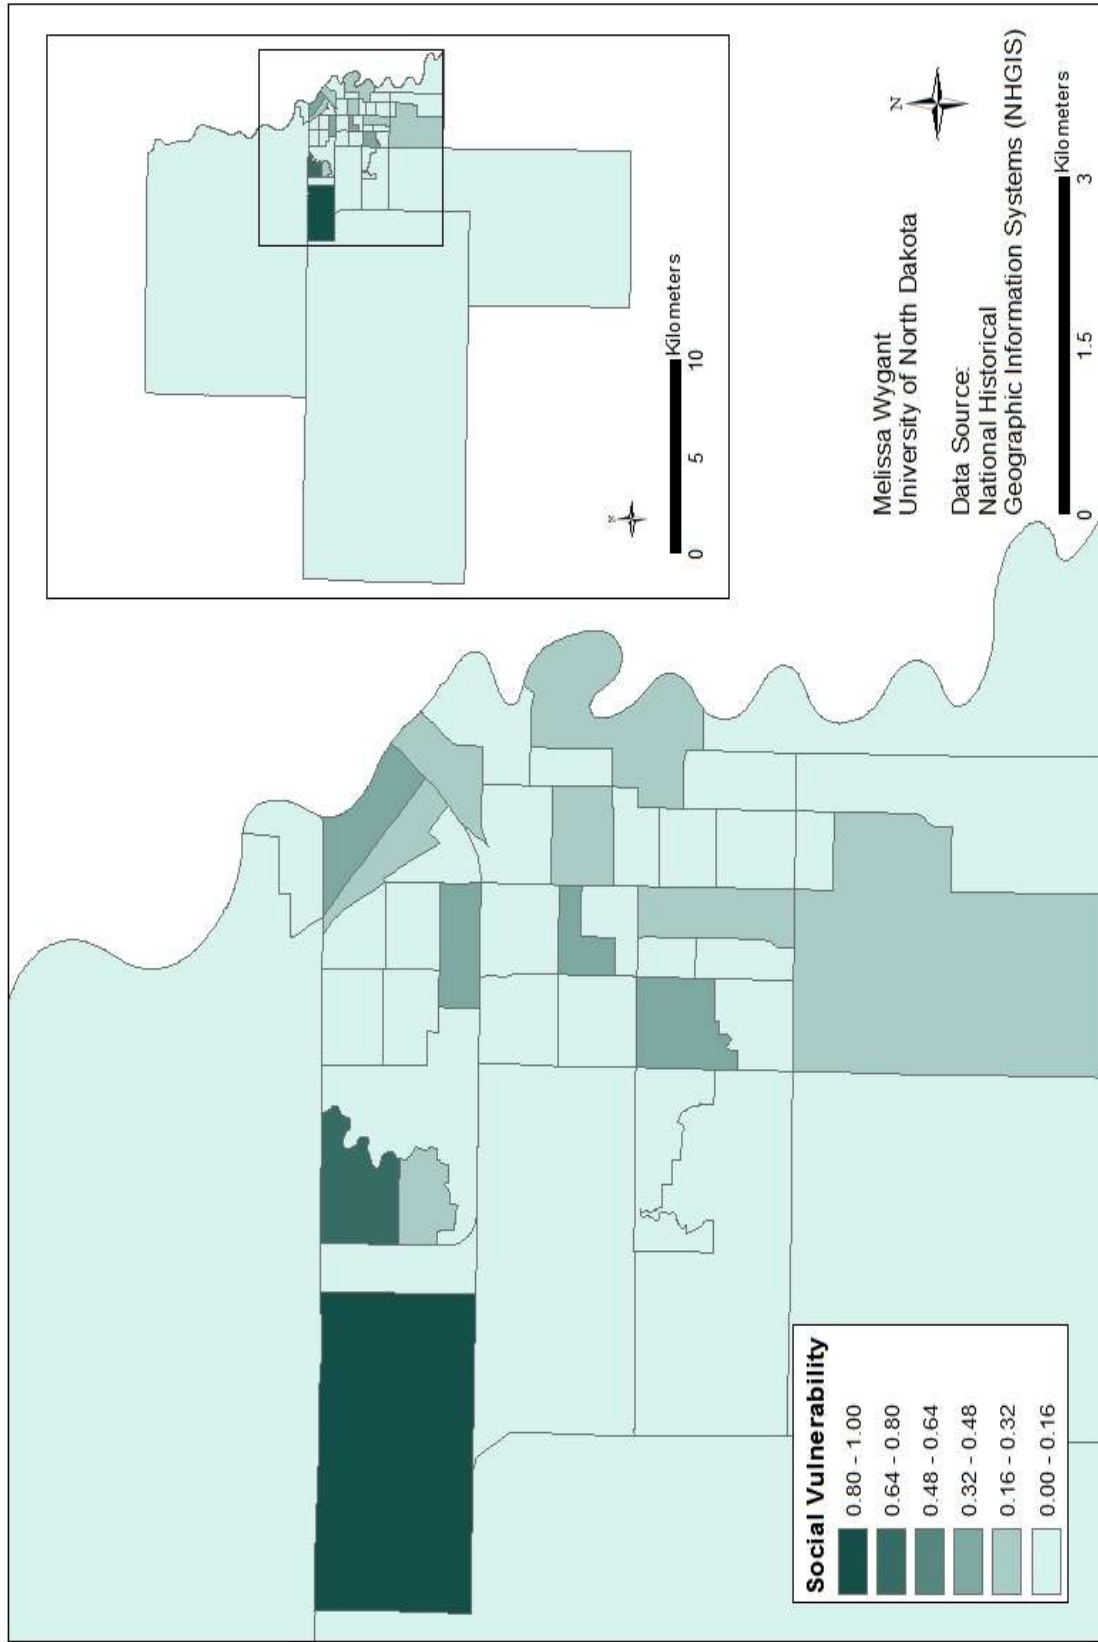 N
0
5
10
Kilometers
N
Melissa Wygant
University of North Dakota
Data Source:
National Historical
Geographic Information Systems (NHGIS)
Kilometers
0
1.5
3
Social Vulnerability
0.80 - 1.00
0.64 - 0.80
0.48 - 0.64
0.32 - 0.48
0.16 - 0.32
0.00 - 0.16